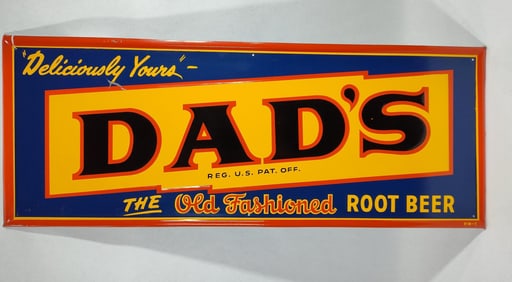 "Deliciously Yours"-
DAD'S
REG. U.S. PAT. OFF.
THE Old Fashioned ROOT BEER